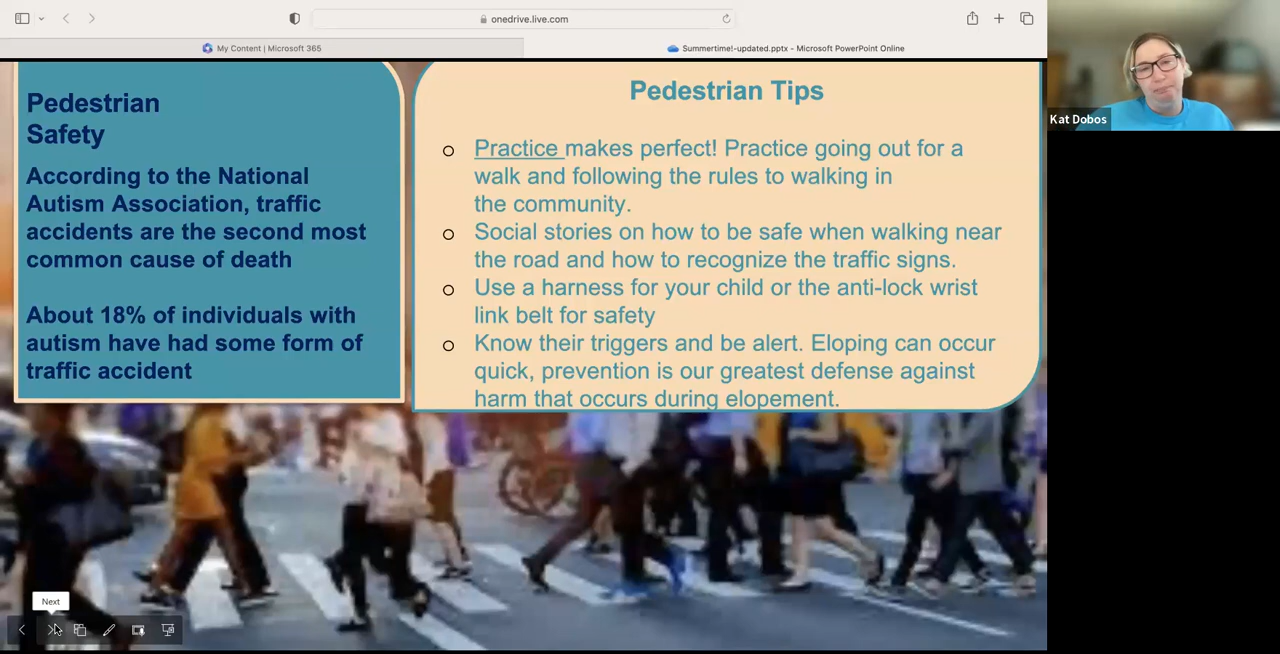 onedrive.live.com
My Content | Microsoft 365
Summertime!-updated.pptx - Microsoft PowerPoint Online
Pedestrian
Safety
According to the National
Autism Association, traffic
accidents are the second most
common cause of death
About 18% of individuals with
autism have had some form of
traffic accident
Pedestrian Tips
Practice makes perfect! Practice going out for a
walk and following the rules to walking in
the community.
Social stories on how to be safe when walking near
the road and how to recognize the traffic signs.
Use a harness for your child or the anti-lock wrist
link belt for safety
Know their triggers and be alert. Eloping can occur
quick, prevention is our greatest defense against
harm that occurs during elopement.
Kat Dobos
Next